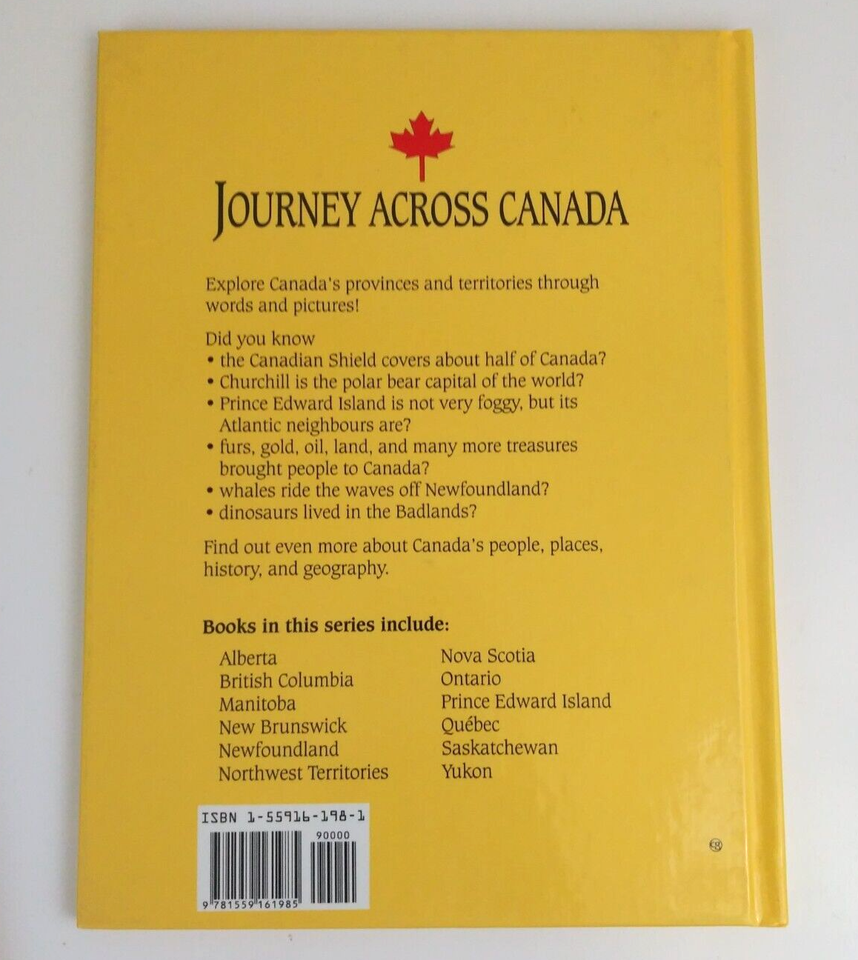 JOURNEY ACROSS CANADA
Explore Canada's provinces and territories through
words and pictures!
Did you know
• the Canadian Shield covers about half of Canada?
• Churchill is the polar bear capital of the world?
• Prince Edward Island is not very foggy, but its
Atlantic neighbours are?
• furs, gold, oil, land, and many more treasures
brought people to Canada?
• whales ride the waves off Newfoundland?
• dinosaurs lived in the Badlands?
Find out even more about Canada's people, places,
history, and geography.
Books in this series include:
Alberta
British Columbia
Manitoba
New Brunswick
Newfoundland
Northwest Territories
Nova Scotia
Ontario
Prince Edward Island
Québec
Saskatchewan
Yukon
ISBN 1-55916-198-1
90000
9 781559 161985